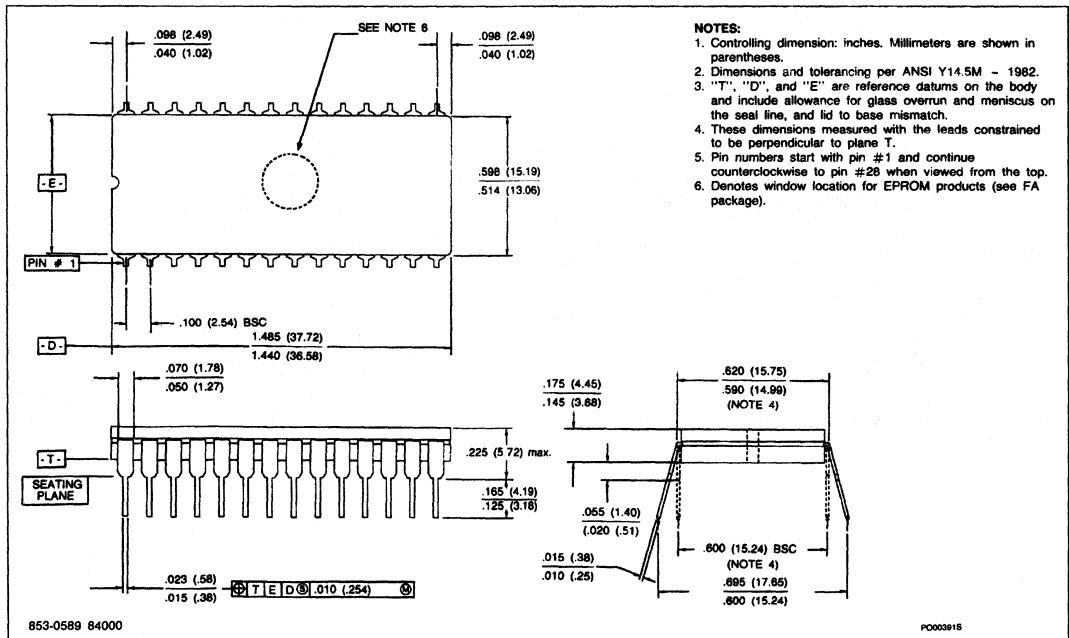 SEE NOTE 6
.098 (2.49)
.040 (1.02)
.098 (2.49)
.040 (1.02)
NOTES:
1. Controlling dimension: inches. Millimeters are shown in
parentheses.
2. Dimensions and tolerancing per ANSI Y14.5M - 1982.
3. "T", "D", and "E" are reference datums on the body
and include allowance for glass overrun and meniscus on
the seal line, and lid to base mismatch.
4. These dimensions measured with the leads constrained
to be perpendicular to plane T.
5. Pin numbers start with pin #1 and continue
counterclockwise to pin #28 when viewed from the top.
6. Denotes window location for EPROM products (see FA
package).
- E -
.598 (15.19)
.514 (13.06)
PIN # 1
.100 (2.54) BSC
- D -
1.485 (37.72)
1.440 (36.58)
.070 (1.78)
.050 (1.27)
.175 (4.45)
.145 (3.68)
.620 (15.75)
.590 (14.99)
(NOTE 4)
- T -
SEATING
PLANE
.225 (5.72) max.
.165 (4.19)
.125 (3.18)
.055 (1.40)
(.020 (.51)
.015 (.38)
.010 (.25)
.600 (15.24) BSC
(NOTE 4)
.695 (17.65)
.600 (15.24)
.023 (.58)
.015 (.38)
⌖ T E D Ⓢ .010 (.254) Ⓜ
853-0589 84000
PO00391S